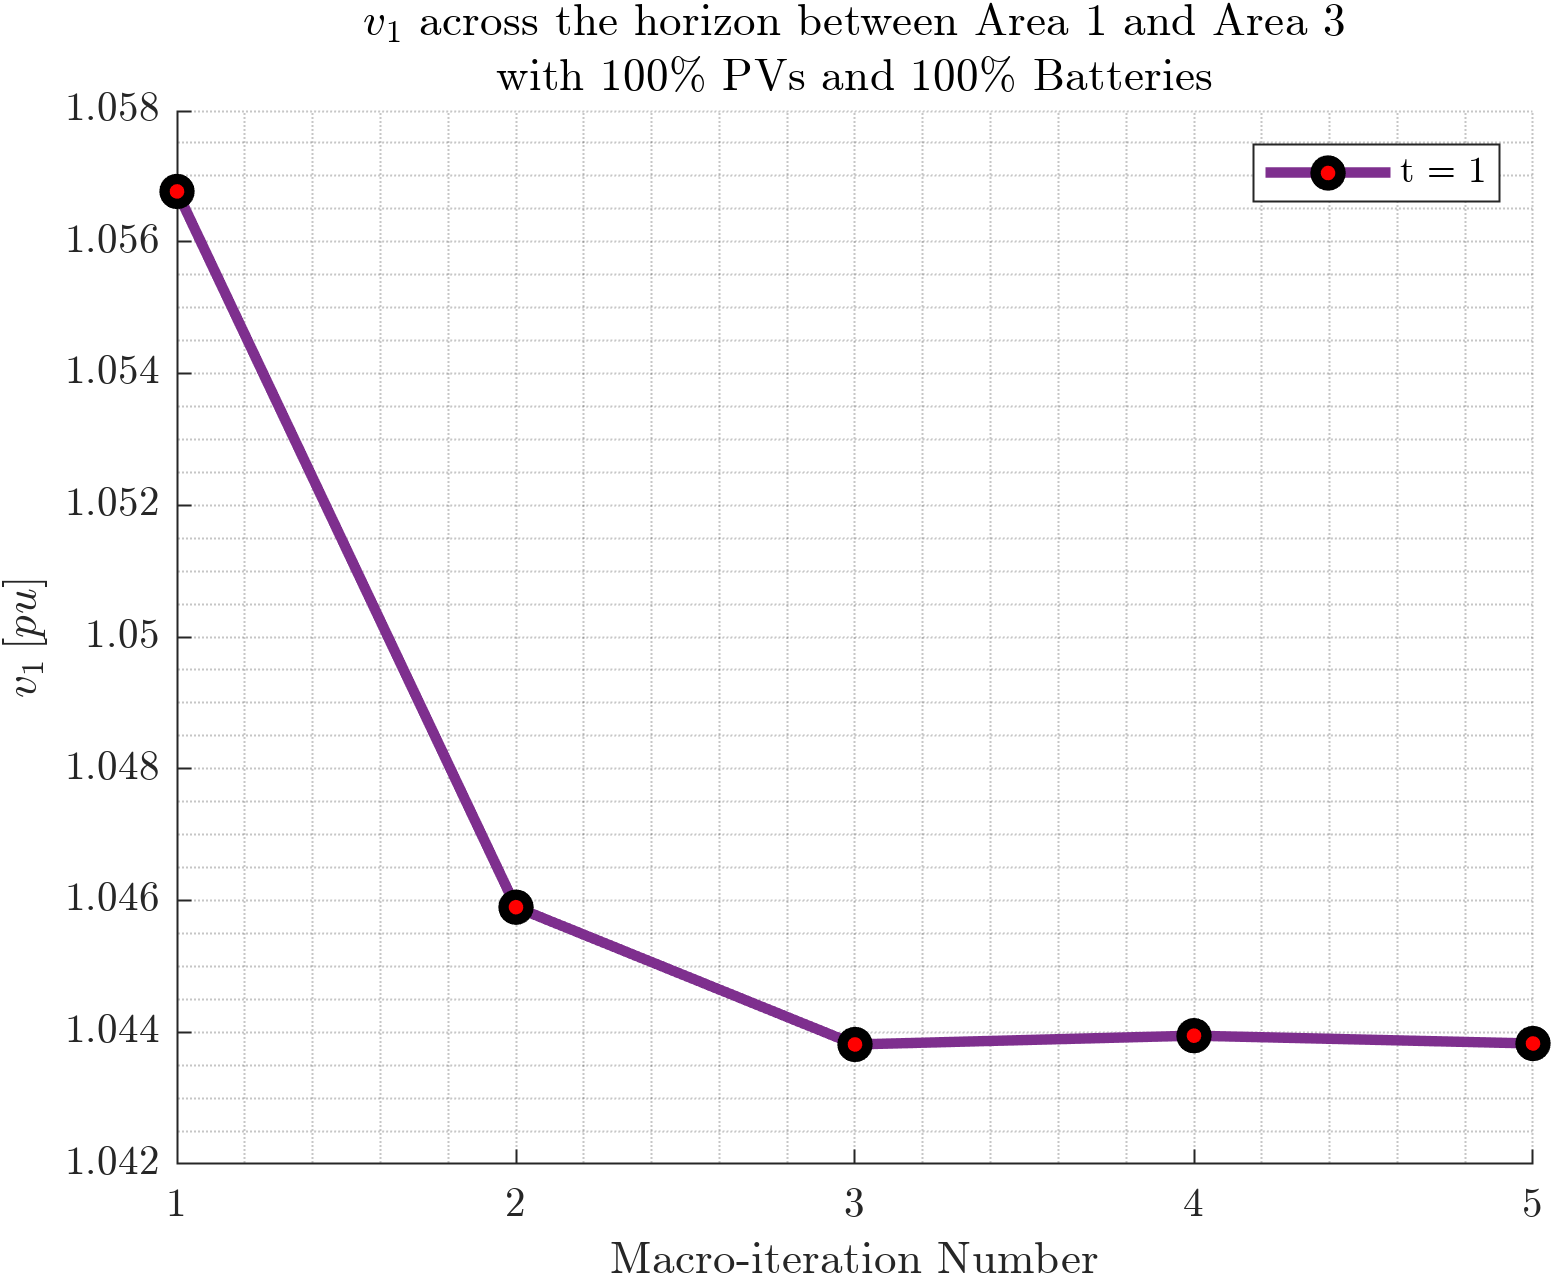 v₁ across the horizon between Area 1 and Area 3
with 100% PVs and 100% Batteries
1.058
1.056
1.054
1.052
1.05
1.048
1.046
1.044
1.042
v₁ [pu]
t = 1
1 2 3 4 5
Macro-iteration Number